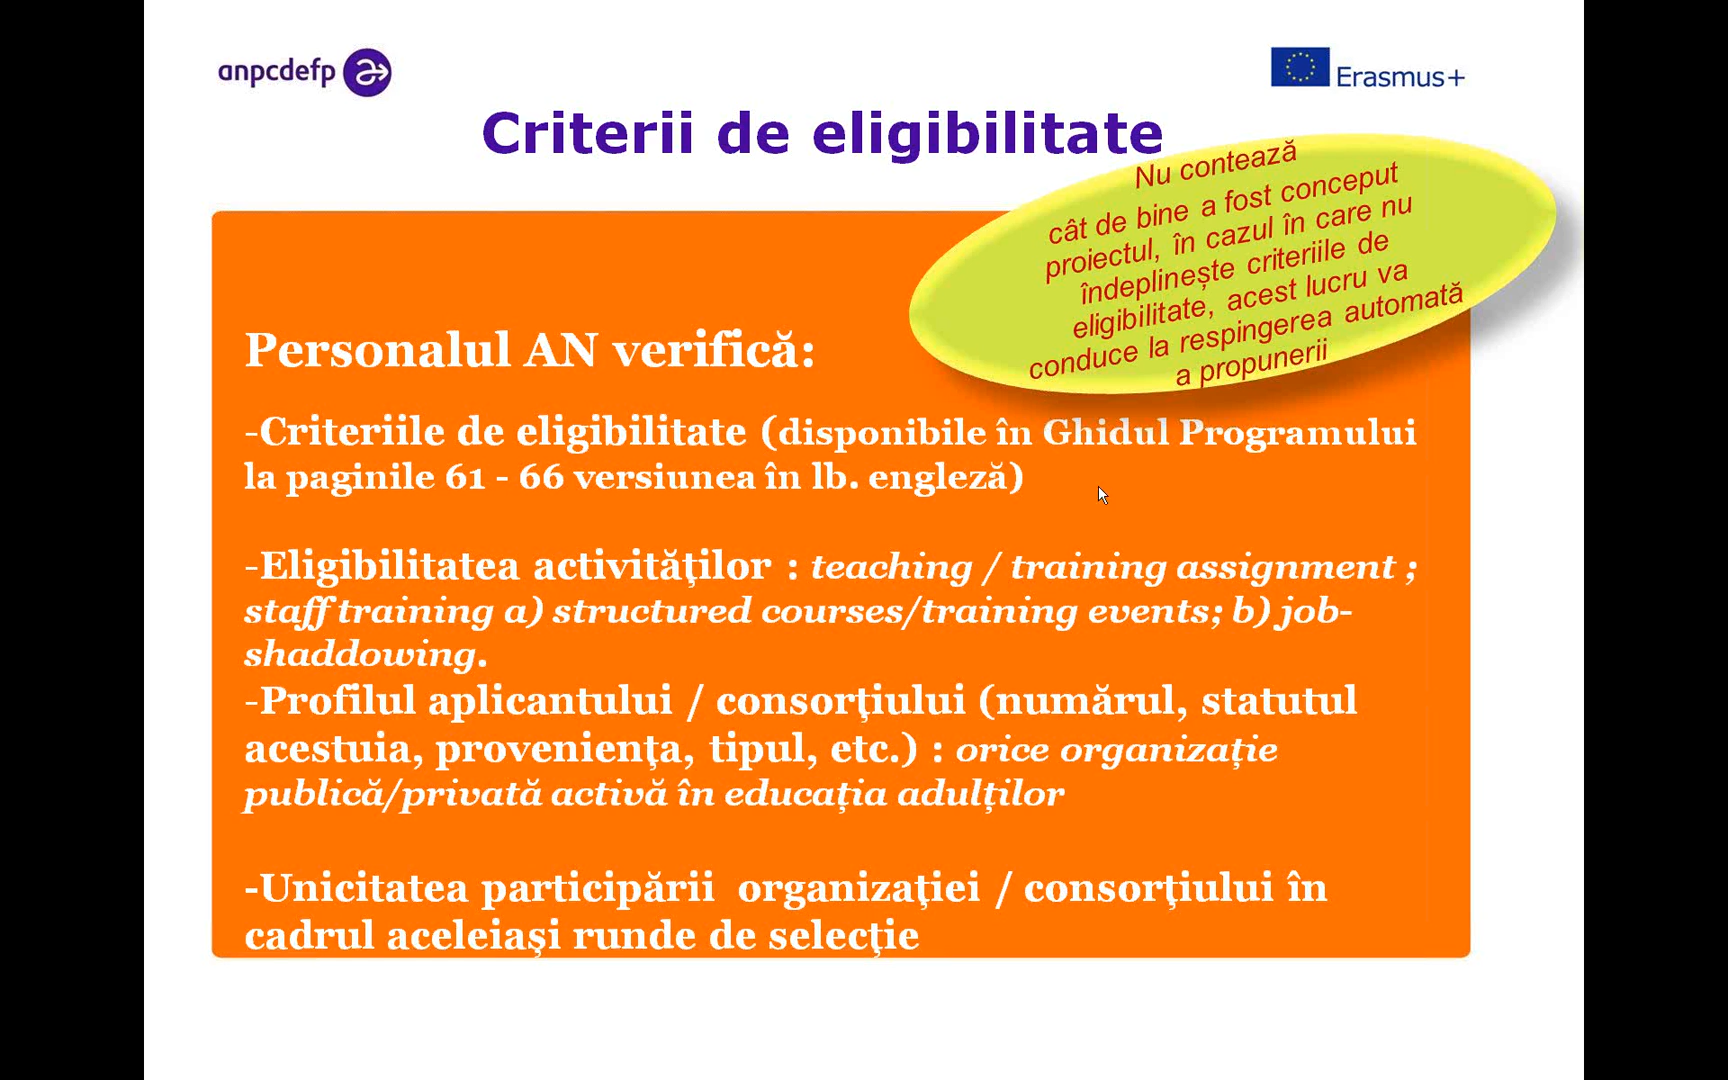 anpcdefp
Erasmus+
Criterii de eligibilitate
Nu contează
cât de bine a fost conceput
proiectul, în cazul în care nu
îndeplinește criteriile de
eligibilitate, acest lucru va
conduce la respingerea automată
a propunerii
Personalul AN verifică:
-Criteriile de eligibilitate (disponibile în Ghidul Programului
la paginile 61 - 66 versiunea în lb. engleză)
-Eligibilitatea activităţilor : teaching / training assignment ;
staff training a) structured courses/training events; b) job-
shaddowing.
-Profilul aplicantului / consorţiului (numărul, statutul
acestuia, provenienţa, tipul, etc.) : orice organizație
publică/privată activă în educația adulților
-Unicitatea participării  organizaţiei / consorţiului în
cadrul aceleiaşi runde de selecţie